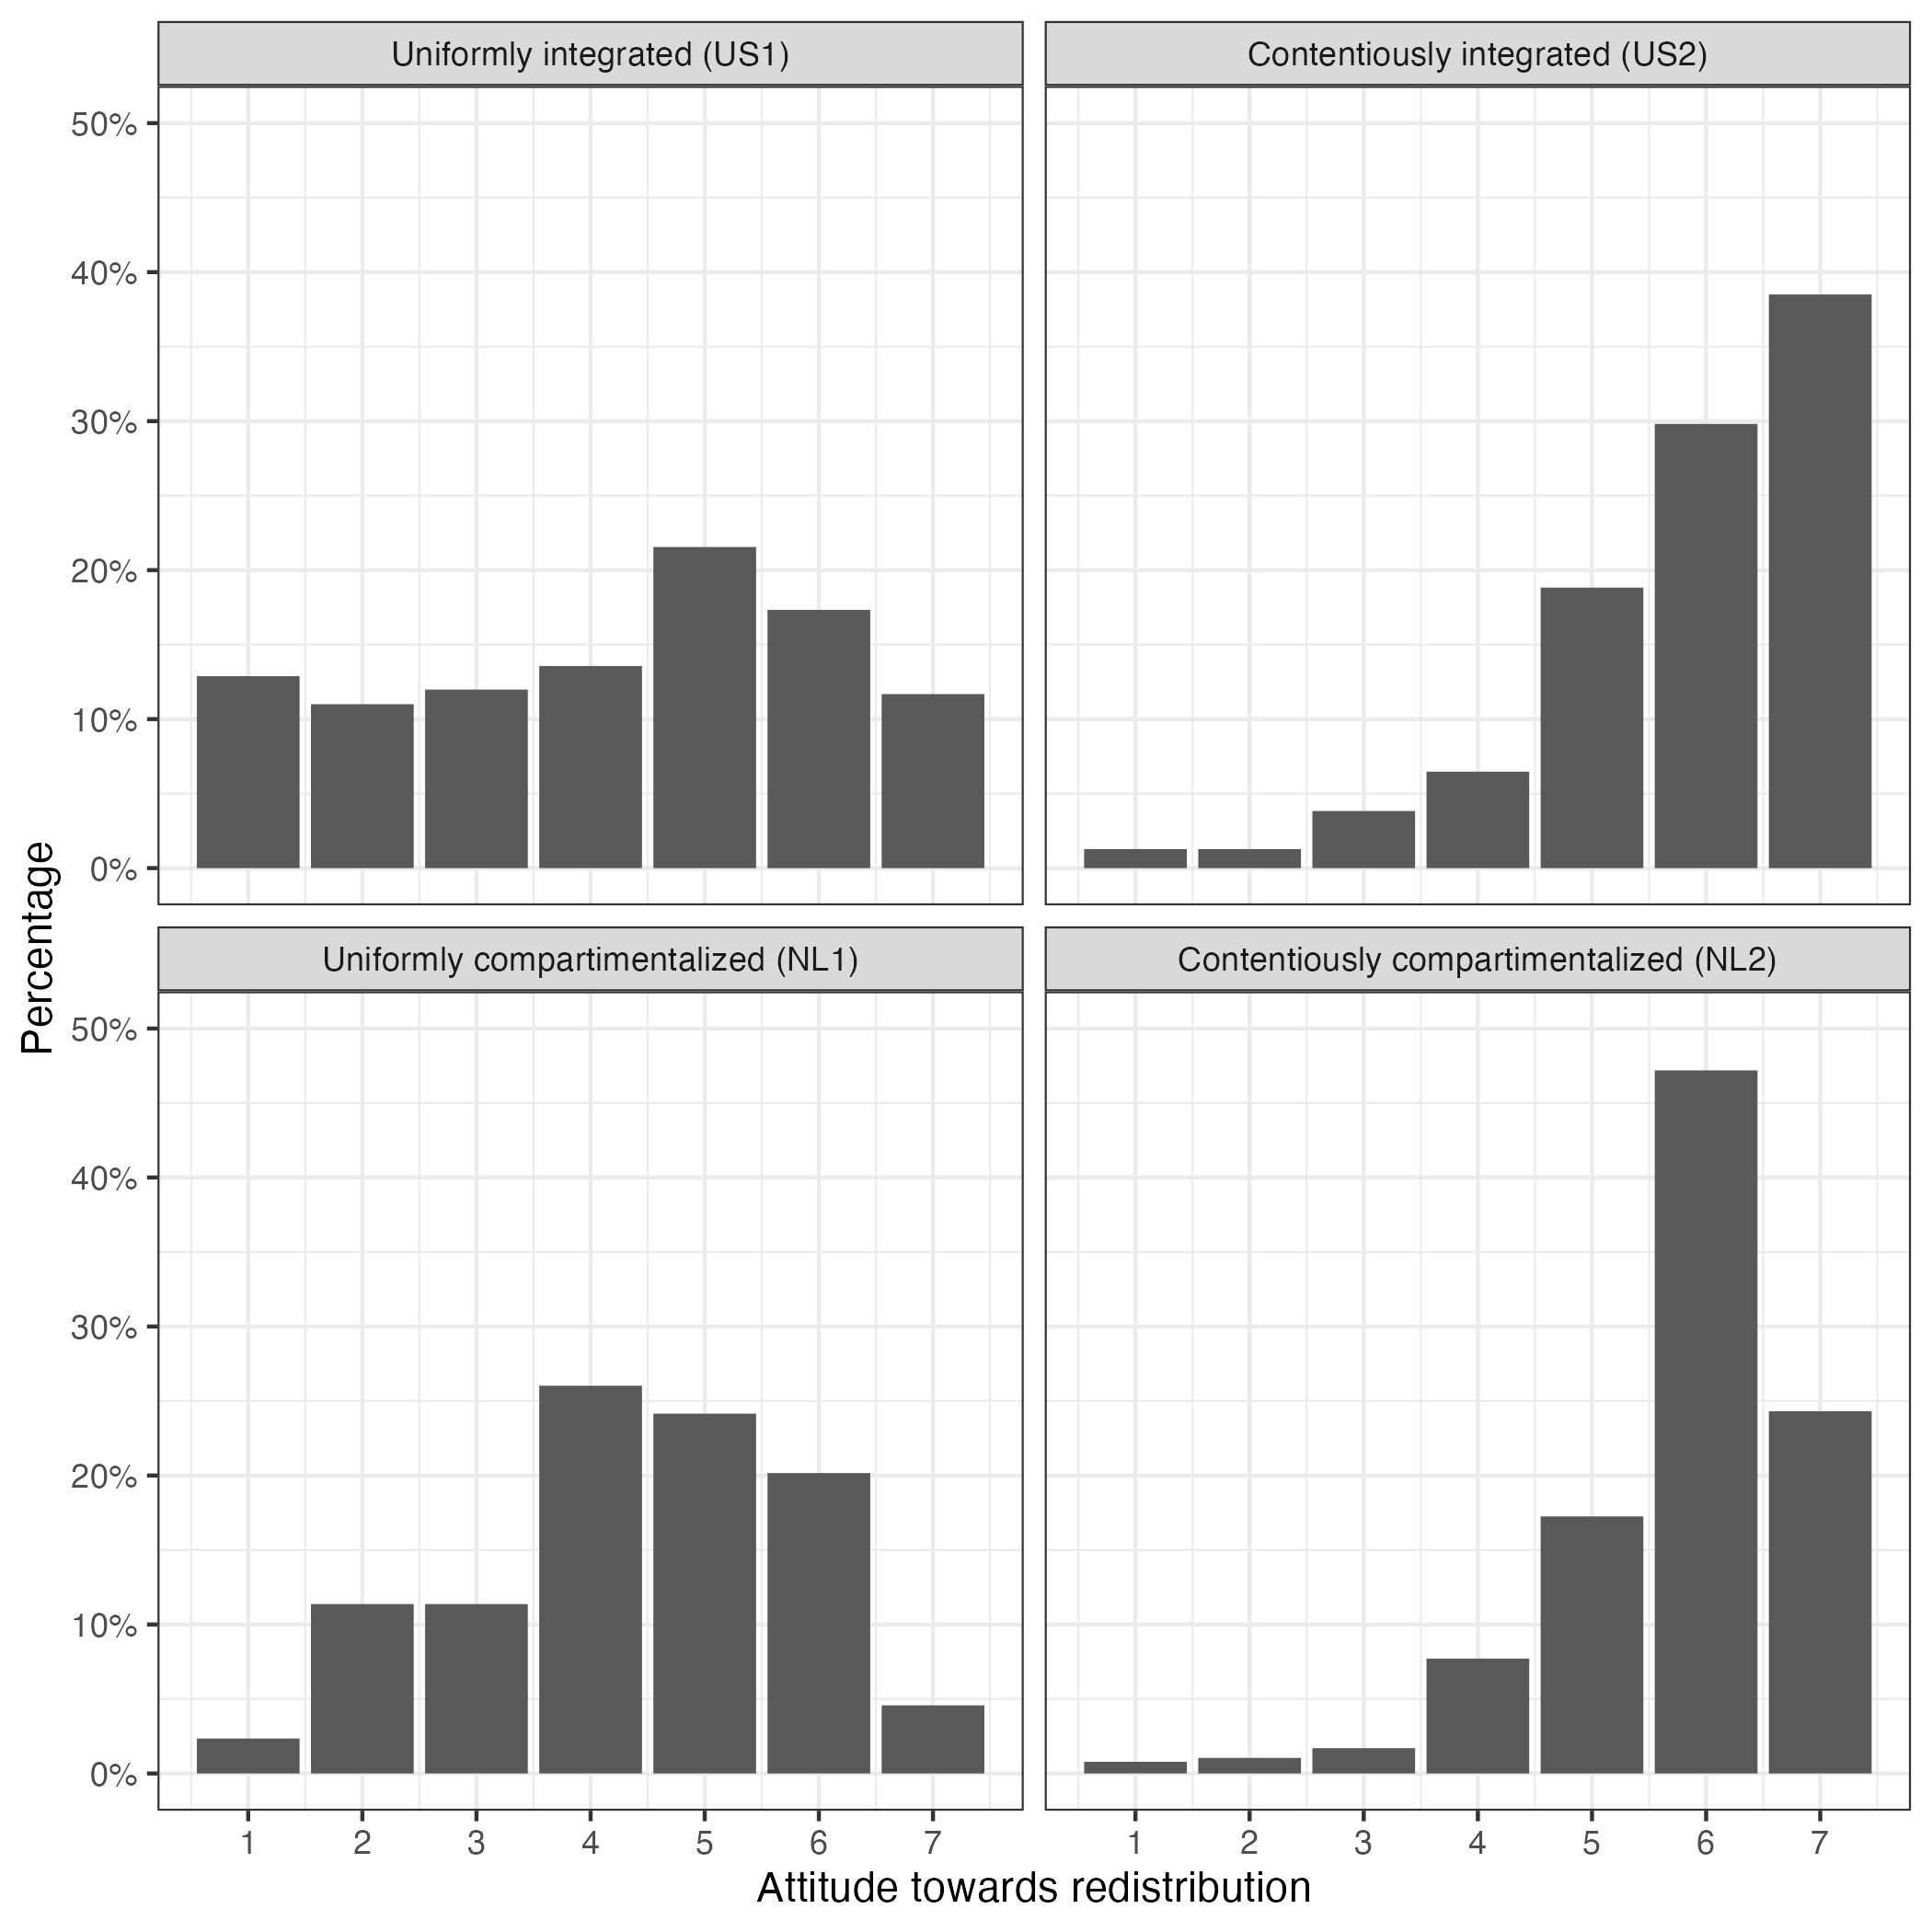 Uniformly integrated (US1)
Contentiously integrated (US2)
50%
40%
30%
20%
10%
0%
Uniformly compartimentalized (NL1)
Contentiously compartimentalized (NL2)
50%
40%
30%
20%
10%
0%
1 2 3 4 5 6 7
1 2 3 4 5 6 7
Percentage
Attitude towards redistribution